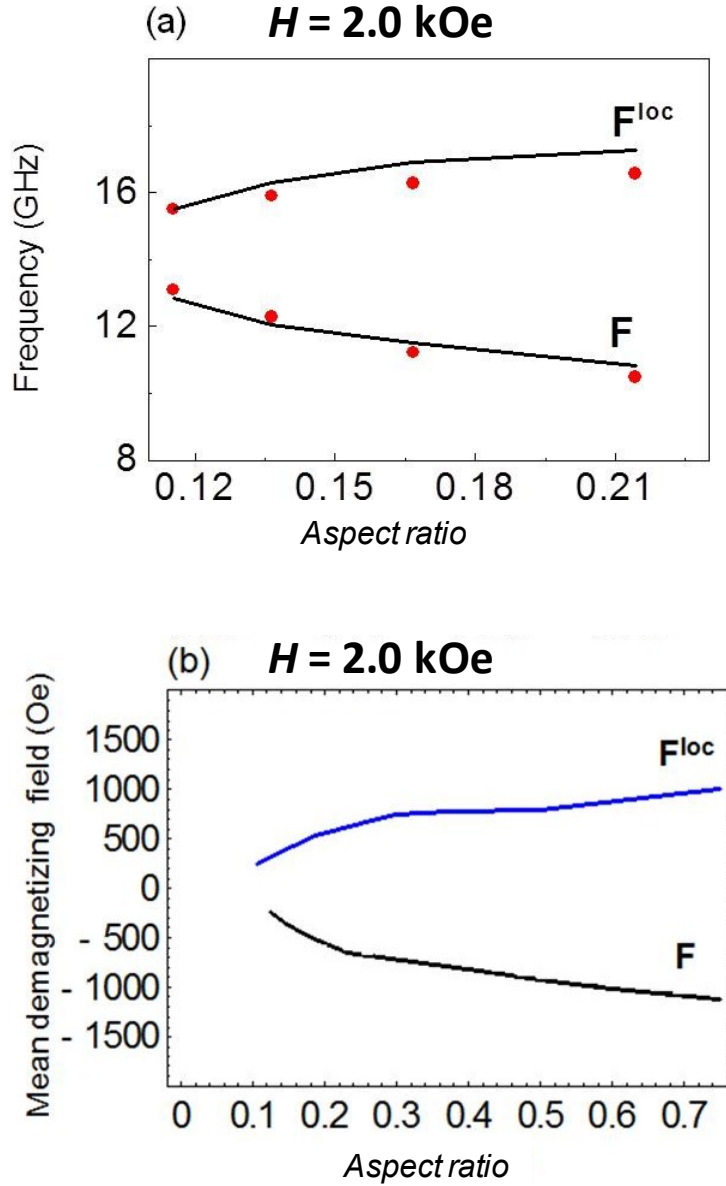 (a) H = 2.0 kOe
F^loc
16
Frequency (GHz)
12
F
8
0.12 0.15 0.18 0.21
Aspect ratio
(b) H = 2.0 kOe
Mean demagnetizing field (Oe)
1500
F^loc
1000
500
0
- 500
F
- 1000
- 1500
0 0.1 0.2 0.3 0.4 0.5 0.6 0.7
Aspect ratio